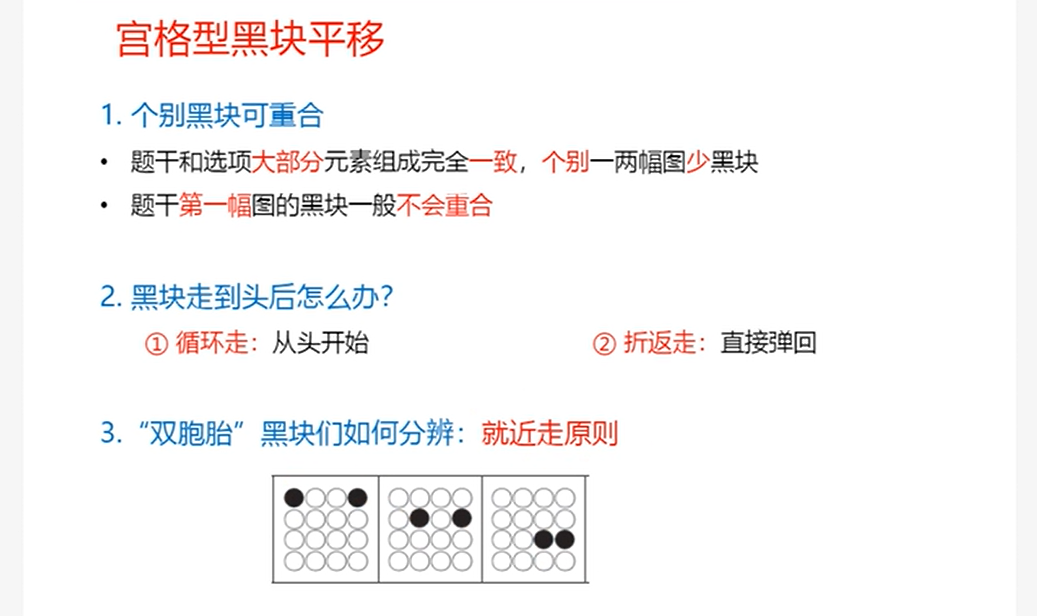 宫格型黑块平移
1. 个别黑块可重合
• 题干和选项大部分元素组成完全一致，个别一两幅图少黑块
• 题干第一幅图的黑块一般不会重合
2. 黑块走到头后怎么办？
① 循环走：从头开始 ② 折返走：直接弹回
3. “双胞胎”黑块们如何分辨：就近走原则